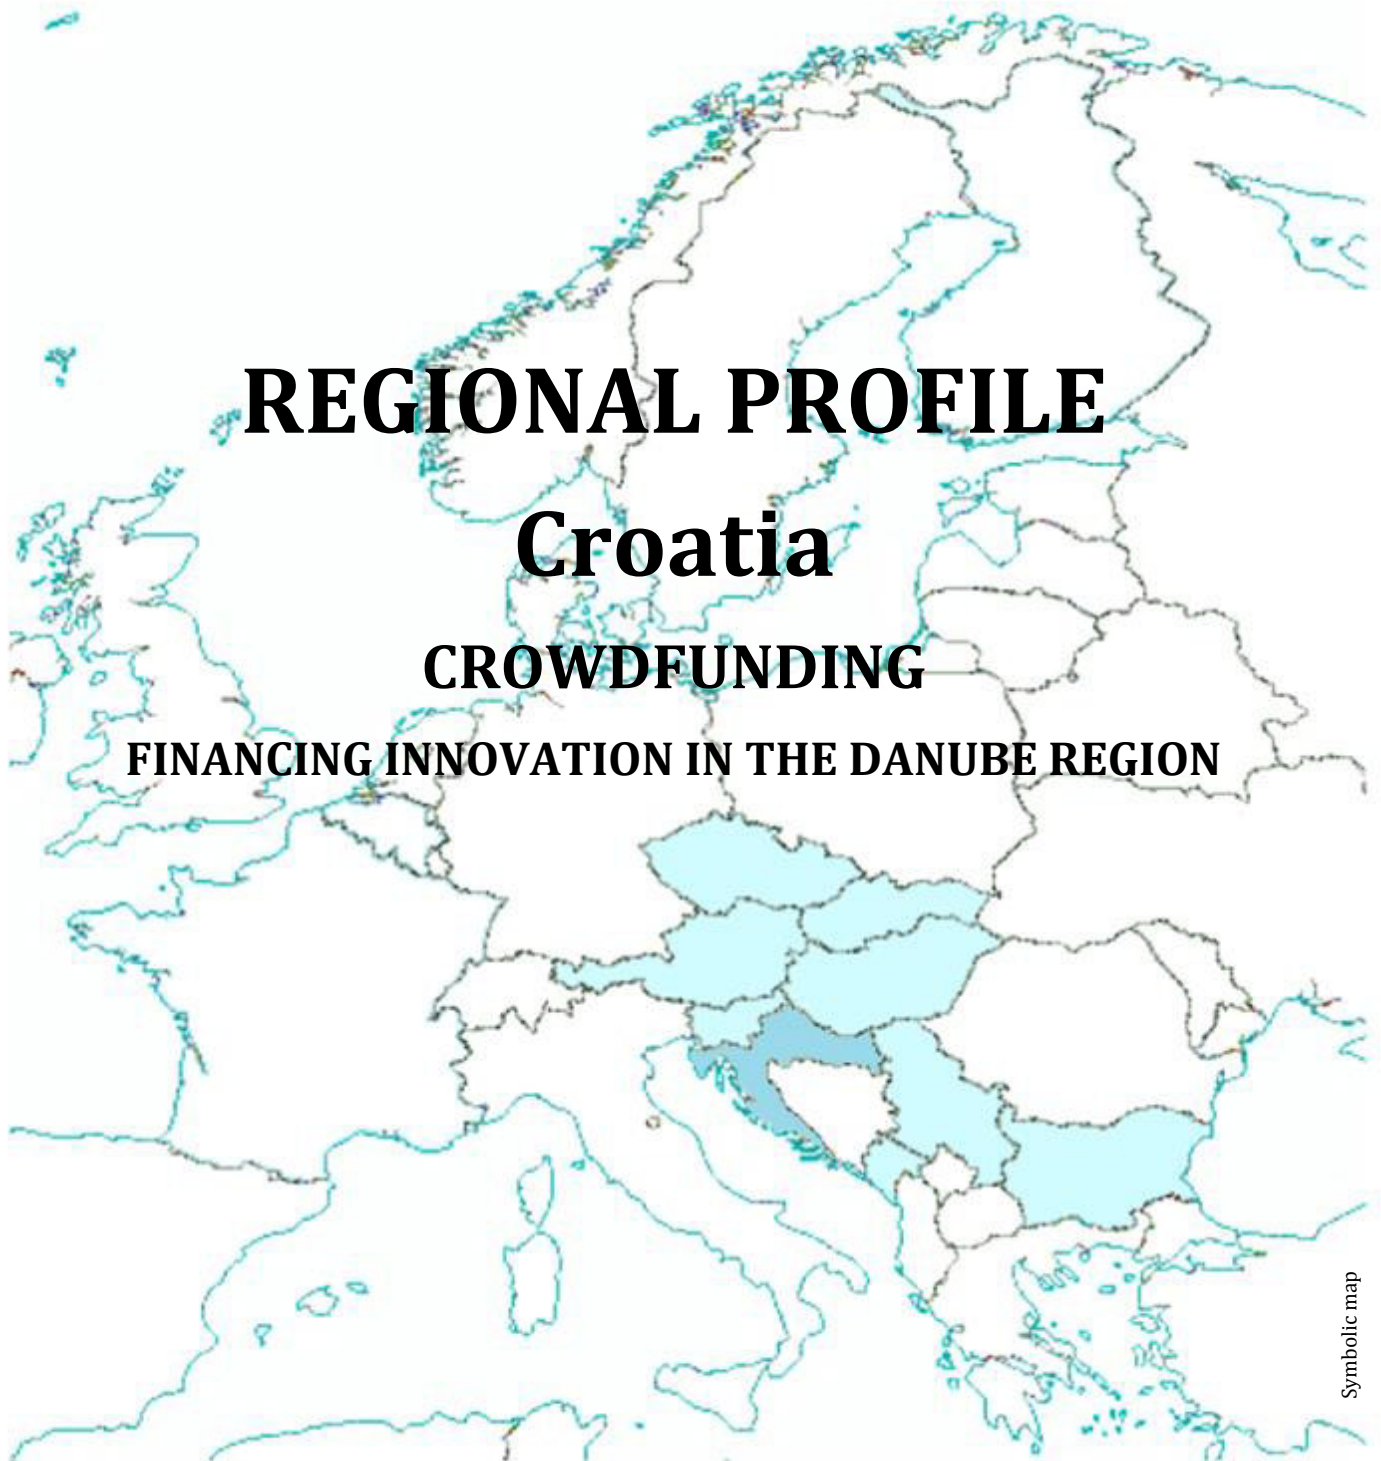 REGIONAL PROFILE
Croatia
CROWDFUNDING
FINANCING INNOVATION IN THE DANUBE REGION
Symbolic map